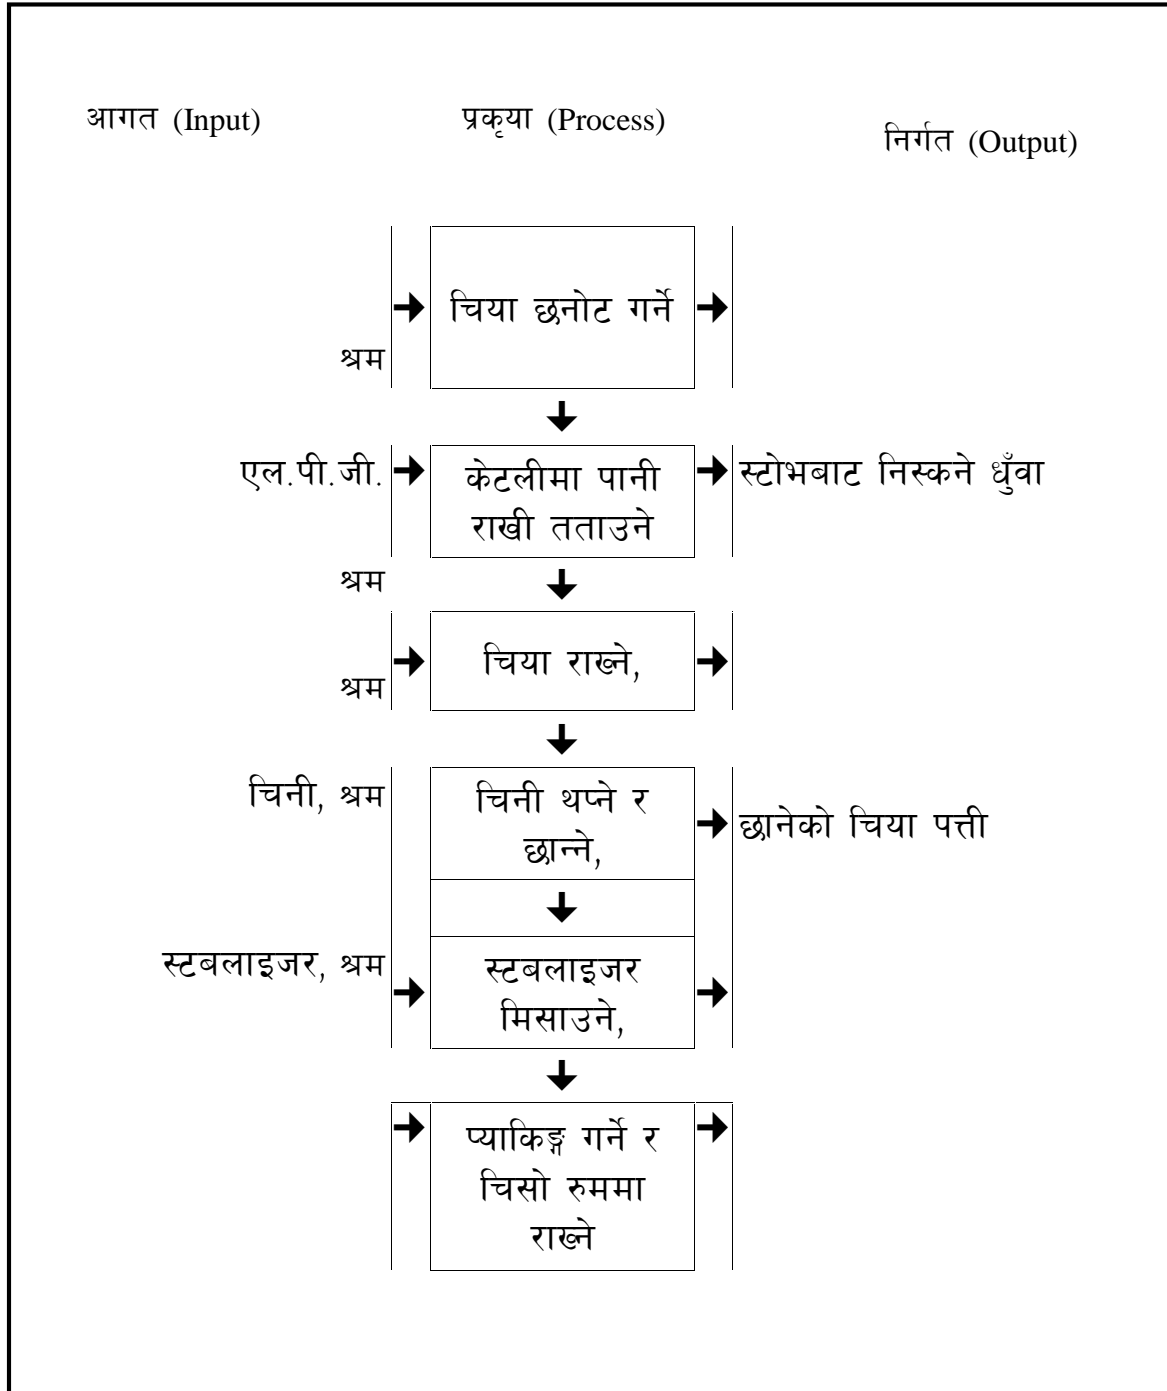 आगत (Input)
प्रकृया (Process)
निर्गत (Output)
चिया छनोट गर्ने
श्रम
एल.पी.जी.
केटलीमा पानी
राखी तताउने
स्टोभबाट निस्कने धुँवा
श्रम
चिया राख्ने,
श्रम
चिनी, श्रम
चिनी थप्ने र
छान्ने,
छानेको चिया पत्ती
स्टबलाइजर, श्रम
स्टबलाइजर
मिसाउने,
प्याकिङ्ग गर्ने र
चिसो रुममा
राख्ने